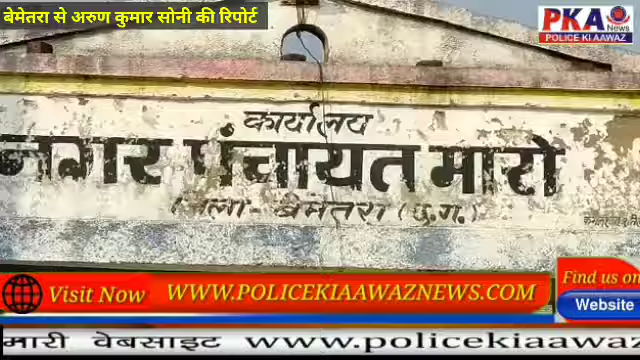 बेमेतरा से अरुण कुमार सोनी की रिपोर्ट
PKA News
POLICE KI AAWAZ
कार्यालय
नगर पंचायत मारो
जिला-बेमेतरा (छ.ग.)
Visit Now WWW.POLICEKIAAWAZNEWS.COM
Find us on
Website
मारी वेबसाइट www.policekiaawaz